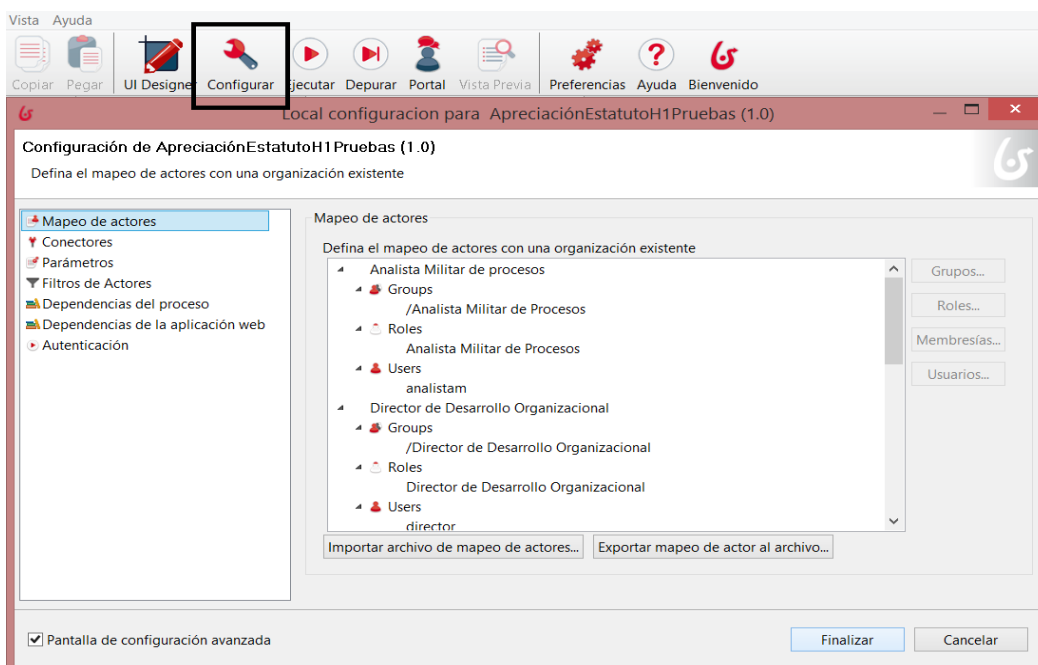 Vista Ayuda
Copiar Pegar UI Designer Configurar Ejecutar Depurar Portal Vista Previa Preferencias Ayuda Bienvenido
Local configuracion para ApreciaciónEstatutoH1Pruebas (1.0)
Configuración de ApreciaciónEstatutoH1Pruebas (1.0)
Defina el mapeo de actores con una organización existente
Mapeo de actores
Conectores
Parámetros
Filtros de Actores
Dependencias del proceso
Dependencias de la aplicación web
Autenticación
Mapeo de actores
Defina el mapeo de actores con una organización existente
Analista Militar de procesos
Groups
/Analista Militar de Procesos
Roles
Analista Militar de Procesos
Users
analistam
Director de Desarrollo Organizacional
Groups
/Director de Desarrollo Organizacional
Roles
Director de Desarrollo Organizacional
Users
director
Grupos...
Roles...
Membresías...
Usuarios...
Importar archivo de mapeo de actores... Exportar mapeo de actor al archivo...
Pantalla de configuración avanzada
Finalizar Cancelar